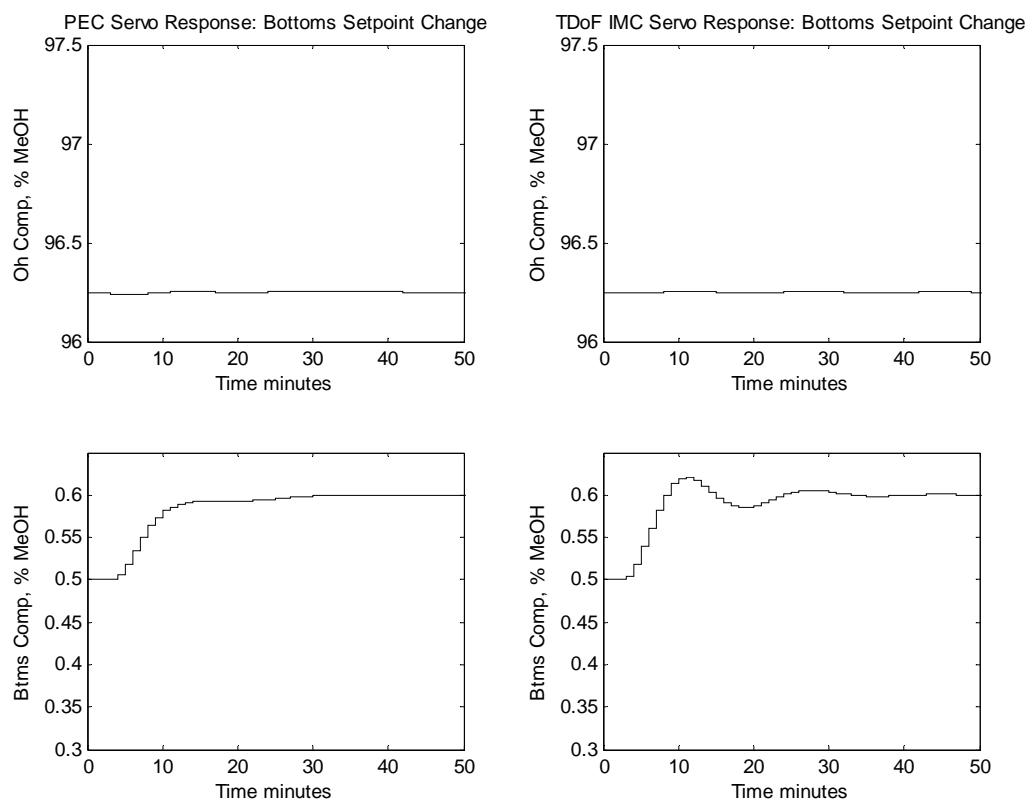 PEC Servo Response: Bottoms Setpoint Change
97.5
97
96.5
96
Oh Comp, % MeOH
0 10 20 30 40 50
Time minutes
TDoF IMC Servo Response: Bottoms Setpoint Change
97.5
97
96.5
96
Oh Comp, % MeOH
0 10 20 30 40 50
Time minutes
0.6
0.55
0.5
0.45
0.4
0.35
0.3
Btms Comp, % MeOH
0 10 20 30 40 50
Time minutes
0.6
0.55
0.5
0.45
0.4
0.35
0.3
Btms Comp, % MeOH
0 10 20 30 40 50
Time minutes